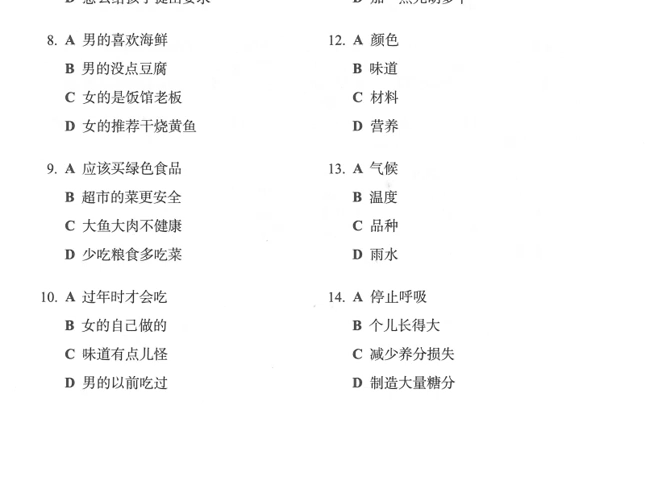 8. A 男的喜欢海鲜
B 男的没点豆腐
C 女的是饭馆老板
D 女的推荐干烧黄鱼
9. A 应该买绿色食品
B 超市的菜更安全
C 大鱼大肉不健康
D 少吃粮食多吃菜
10. A 过年时才会吃
B 女的自己做的
C 味道有点儿怪
D 男的以前吃过
12. A 颜色
B 味道
C 材料
D 营养
13. A 气候
B 温度
C 品种
D 雨水
14. A 停止呼吸
B 个儿长得大
C 减少养分损失
D 制造大量糖分